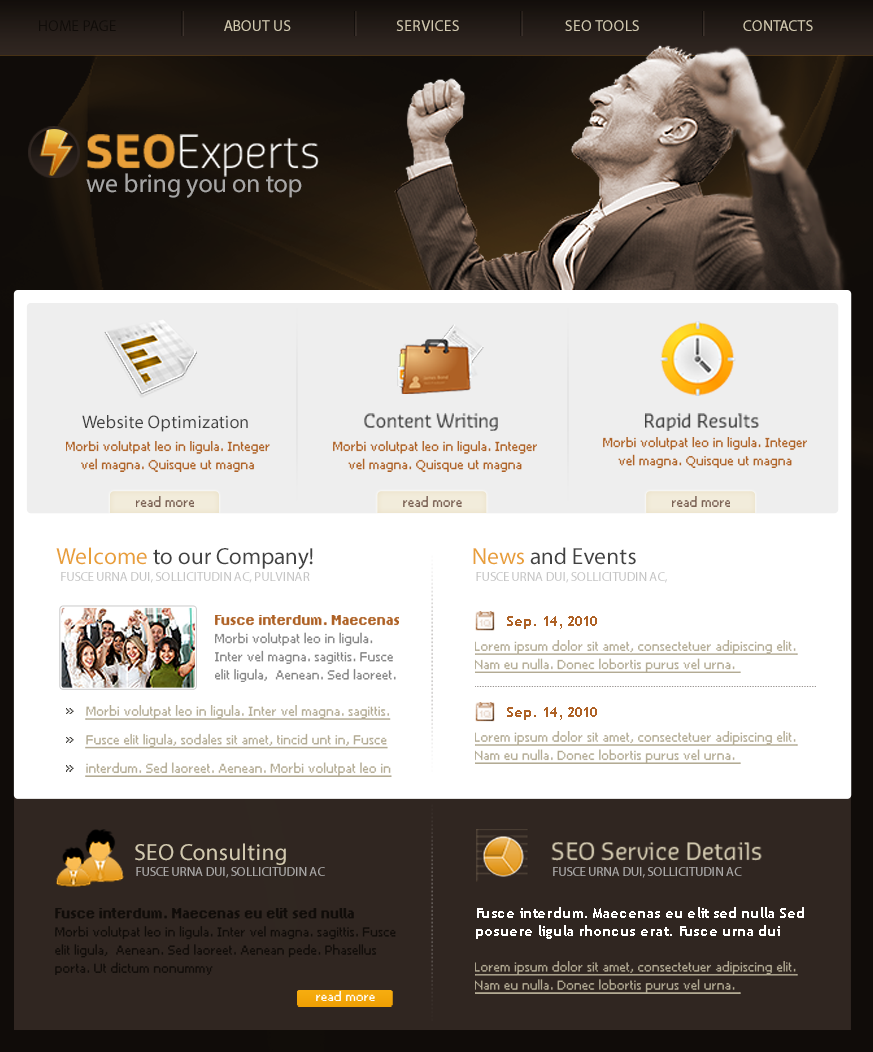 HOME PAGE
ABOUT US
SERVICES
SEO TOOLS
CONTACTS
SEOExperts
we bring you on top
Website Optimization
Morbi volutpat leo in ligula. Integer
vel magna. Quisque ut magna
read more
Content Writing
Morbi volutpat leo in ligula. Integer
vel magna. Quisque ut magna
read more
Rapid Results
Morbi volutpat leo in ligula. Integer
vel magna. Quisque ut magna
read more
Welcome to our Company!
FUSCE URNA DUI, SOLLICITUDIN AC, PULVINAR
Fusce interdum. Maecenas
Morbi volutpat leo in ligula.
Inter vel magna. sagittis. Fusce
elit ligula, Aenean. Sed laoreet.
» Morbi volutpat leo in ligula. Inter vel magna. sagittis.
» Fusce elit ligula, sodales sit amet, tincid unt in, Fusce
» interdum. Sed laoreet. Aenean. Morbi volutpat leo in
News and Events
FUSCE URNA DUI, SOLLICITUDIN AC,
Sep. 14, 2010
Lorem ipsum dolor sit amet, consectetuer adipiscing elit.
Nam eu nulla. Donec lobortis purus vel urna.
Sep. 14, 2010
Lorem ipsum dolor sit amet, consectetuer adipiscing elit.
Nam eu nulla. Donec lobortis purus vel urna.
SEO Consulting
FUSCE URNA DUI, SOLLICITUDIN AC
Fusce interdum. Maecenas eu elit sed nulla
Morbi volutpat leo in ligula. Inter vel magna. sagittis. Fusce
elit ligula, Aenean. Sed laoreet. Aenean pede. Phasellus
porta. Ut dictum nonummy
read more
SEO Service Details
FUSCE URNA DUI, SOLLICITUDIN AC
Fusce interdum. Maecenas eu elit sed nulla Sed
posuere ligula rhoncus erat. Fusce urna dui
Lorem ipsum dolor sit amet, consectetuer adipiscing elit.
Nam eu nulla. Donec lobortis purus vel urna.